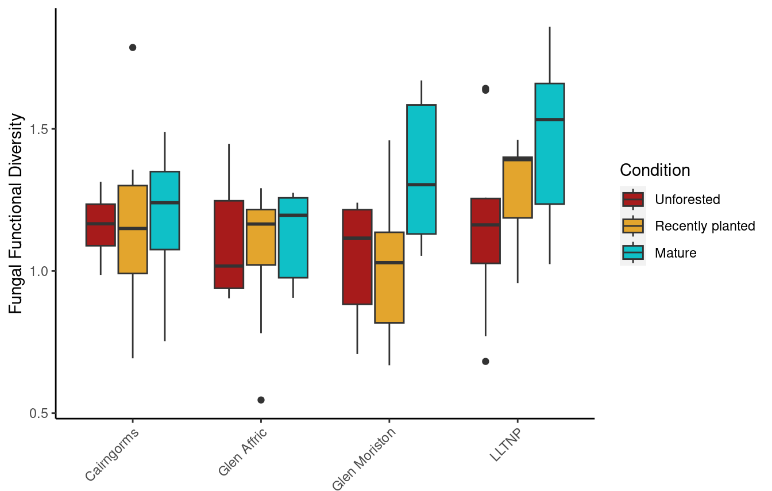 Fungal Functional Diversity
1.5
1.0
0.5
Cairngorms
Glen Affric
Glen Moriston
LLTNP
Condition
Unforested
Recently planted
Mature